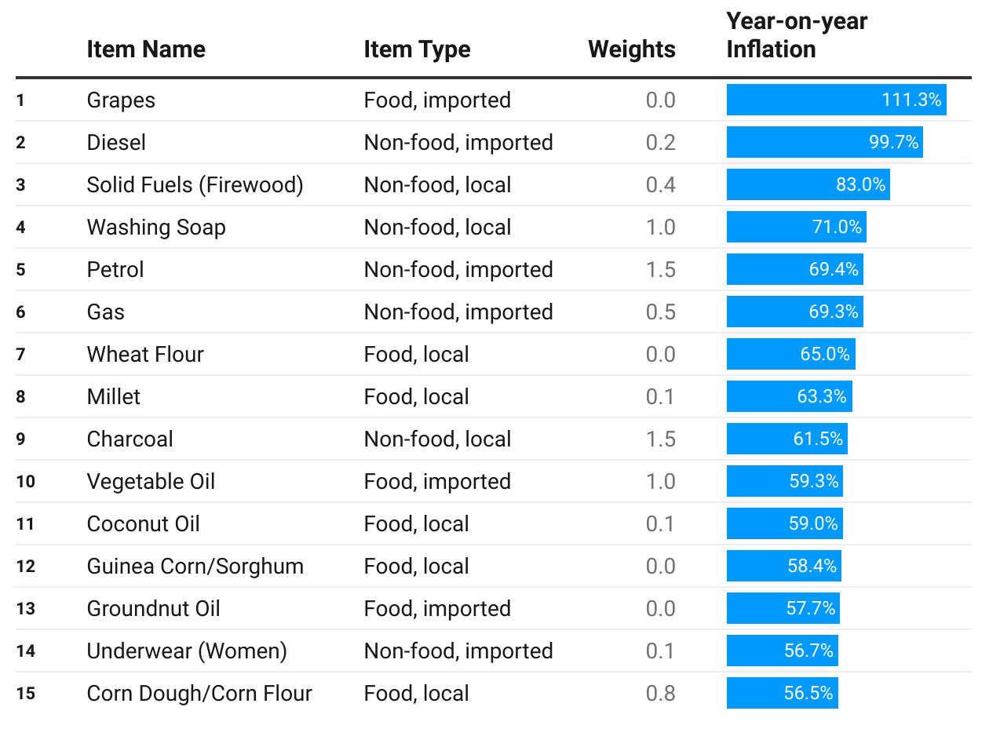 Item Name Item Type Weights Year-on-year Inflation
1 Grapes Food, imported 0.0 111.3%
2 Diesel Non-food, imported 0.2 99.7%
3 Solid Fuels (Firewood) Non-food, local 0.4 83.0%
4 Washing Soap Non-food, local 1.0 71.0%
5 Petrol Non-food, imported 1.5 69.4%
6 Gas Non-food, imported 0.5 69.3%
7 Wheat Flour Food, local 0.0 65.0%
8 Millet Food, local 0.1 63.3%
9 Charcoal Non-food, local 1.5 61.5%
10 Vegetable Oil Food, imported 1.0 59.3%
11 Coconut Oil Food, local 0.1 59.0%
12 Guinea Corn/Sorghum Food, local 0.0 58.4%
13 Groundnut Oil Food, imported 0.0 57.7%
14 Underwear (Women) Non-food, imported 0.1 56.7%
15 Corn Dough/Corn Flour Food, local 0.8 56.5%